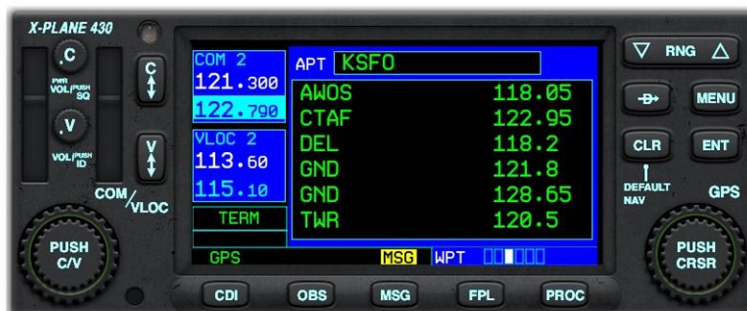 X-PLANE 430
.C
PWR
VOL/PUSH
SQ
C
.V
VOL/PUSH
ID
V
COM/VLOC
PUSH
C/V
COM 2
121.300
122.790
VLOC 2
113.60
115.10
TERM
GPS
MSG
WPT
APT KSFO
AWOS 118.05
CTAF 122.95
DEL 118.2
GND 121.8
GND 128.65
TWR 120.5
RNG
D
MENU
CLR
ENT
DEFAULT
NAV
GPS
PUSH
CRSR
CDI
OBS
MSG
FPL
PROC